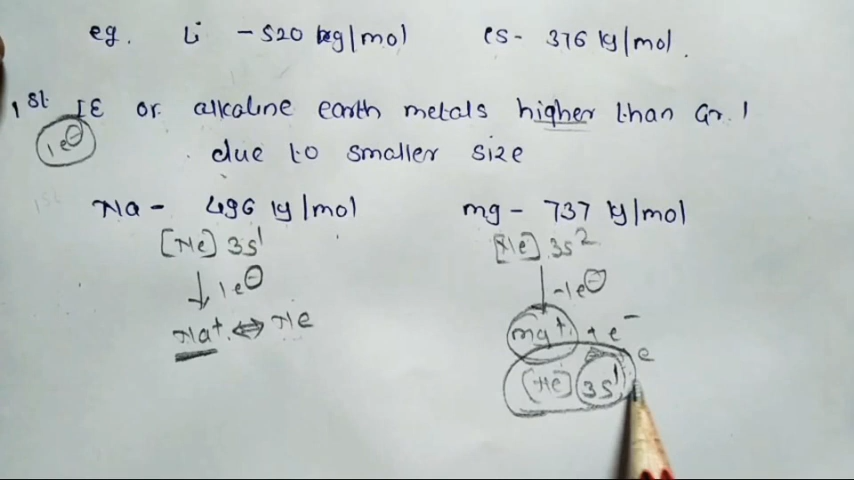 eg. Li - 520 kg/mol Cs- 376 kJ/mol.
1st IE or alkaline earth metals higher than Gr. 1
1e⊖
due to smaller size
Na - 496 kJ/mol mg - 737 kJ/mol
[Ne] 3s¹ [Ne] 3s²
↓ 1e⊖ ↓ -1e⊖
Na⁺ ⇔ Ne mg⁺ + e⁻
e
[Ne] 3s¹